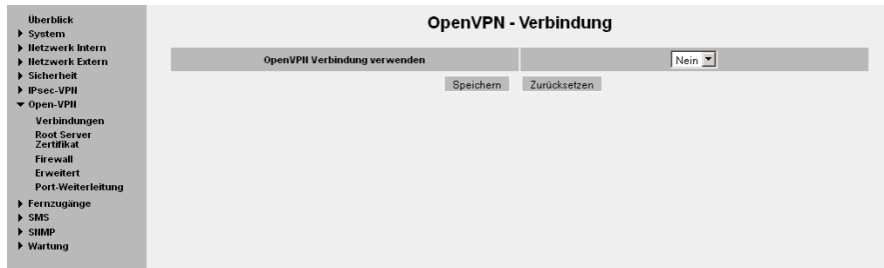 Überblick
System
Netzwerk Intern
Netzwerk Extern
Sicherheit
IPsec-VPN
Open-VPN
Verbindungen
Root Server
Zertifikat
Firewall
Erweitert
Port-Weiterleitung
Fernzugänge
SMS
SNMP
Wartung
OpenVPN - Verbindung
OpenVPN Verbindung verwenden
Nein
Speichern
Zurücksetzen